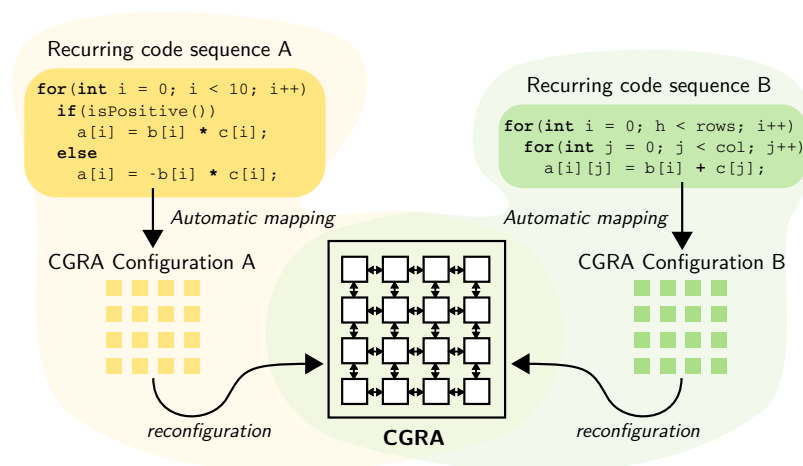 Recurring code sequence A
for(int i = 0; i < 10; i++)
if(isPositive())
a[i] = b[i] * c[i];
else
a[i] = -b[i] * c[i];
Automatic mapping
CGRA Configuration A
reconfiguration
Recurring code sequence B
for(int i = 0; h < rows; i++)
for(int j = 0; j < col; j++)
a[i][j] = b[i] + c[j];
Automatic mapping
CGRA Configuration B
reconfiguration
CGRA